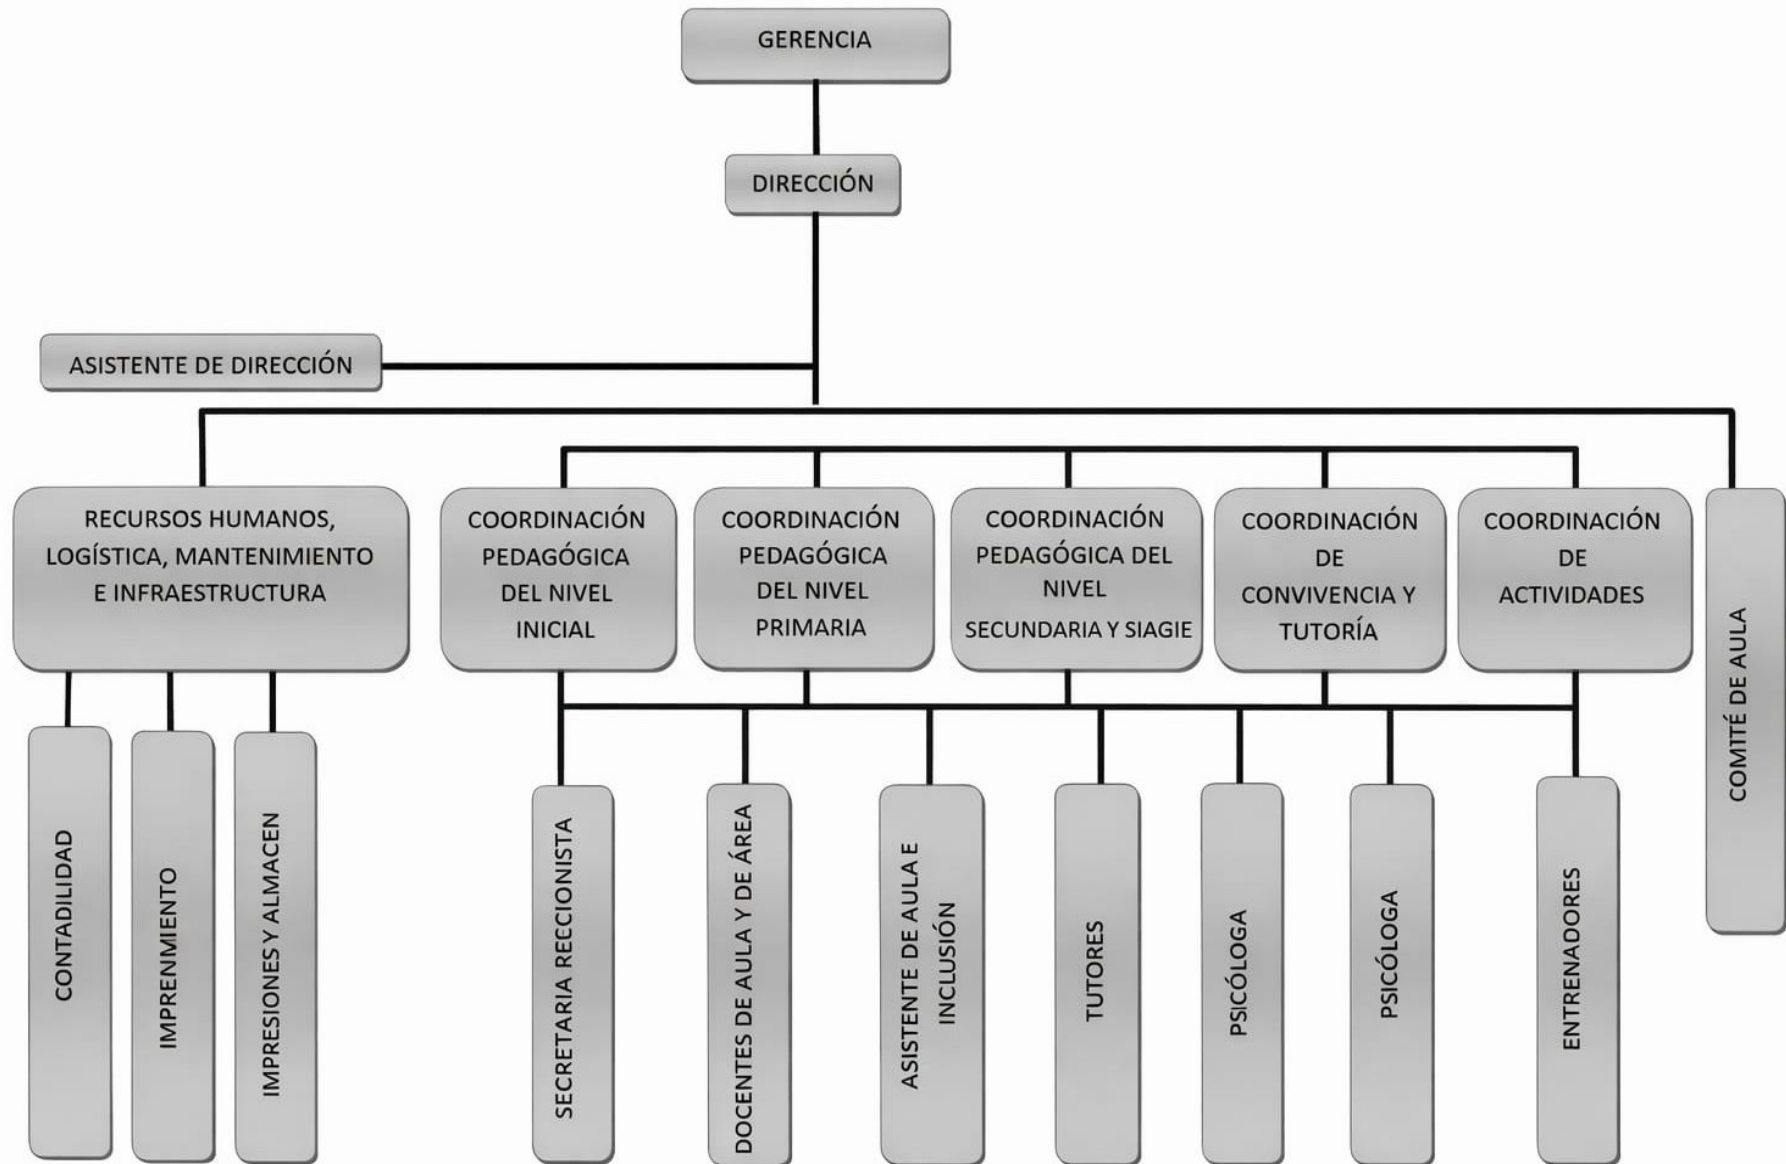 GERENCIA
DIRECCIÓN
ASISTENTE DE DIRECCIÓN
RECURSOS HUMANOS,
LOGÍSTICA, MANTENIMIENTO
E INFRAESTRUCTURA
COORDINACIÓN
PEDAGÓGICA
DEL NIVEL
INICIAL
COORDINACIÓN
PEDAGÓGICA
DEL NIVEL
PRIMARIA
COORDINACIÓN
PEDAGÓGICA DEL
NIVEL
SECUNDARIA Y SIAGIE
COORDINACIÓN
DE
CONVIVENCIA Y
TUTORÍA
COORDINACIÓN
DE
ACTIVIDADES
COMITÉ DE AULA
CONTADILIDAD
IMPRENMIENTO
IMPRESIONES Y ALMACEN
SECRETARIA RECCIONISTA
DOCENTES DE AULA Y DE ÁREA
ASISTENTE DE AULA E
INCLUSIÓN
TUTORES
PSICÓLOGA
PSICÓLOGA
ENTRENADORES